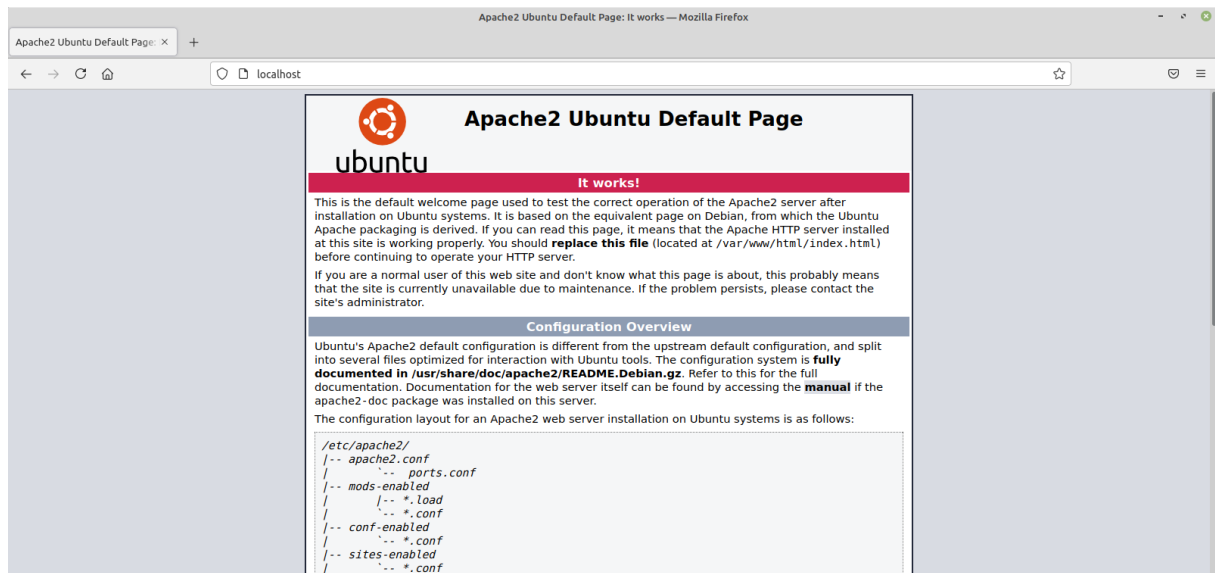 Apache2 Ubuntu Default Page: It works — Mozilla Firefox
Apache2 Ubuntu Default Page:
localhost
ubuntu
Apache2 Ubuntu Default Page
It works!
This is the default welcome page used to test the correct operation of the Apache2 server after
installation on Ubuntu systems. It is based on the equivalent page on Debian, from which the Ubuntu
Apache packaging is derived. If you can read this page, it means that the Apache HTTP server installed
at this site is working properly. You should replace this file (located at /var/www/html/index.html)
before continuing to operate your HTTP server.
If you are a normal user of this web site and don't know what this page is about, this probably means
that the site is currently unavailable due to maintenance. If the problem persists, please contact the
site's administrator.
Configuration Overview
Ubuntu's Apache2 default configuration is different from the upstream default configuration, and split
into several files optimized for interaction with Ubuntu tools. The configuration system is fully
documented in /usr/share/doc/apache2/README.Debian.gz. Refer to this for the full
documentation. Documentation for the web server itself can be found by accessing the manual if the
apache2-doc package was installed on this server.
The configuration layout for an Apache2 web server installation on Ubuntu systems is as follows:
/etc/apache2/
|-- apache2.conf
|       `--  ports.conf
|-- mods-enabled
|       |-- *.load
|       `-- *.conf
|-- conf-enabled
|       `-- *.conf
|-- sites-enabled
|       `-- *.conf